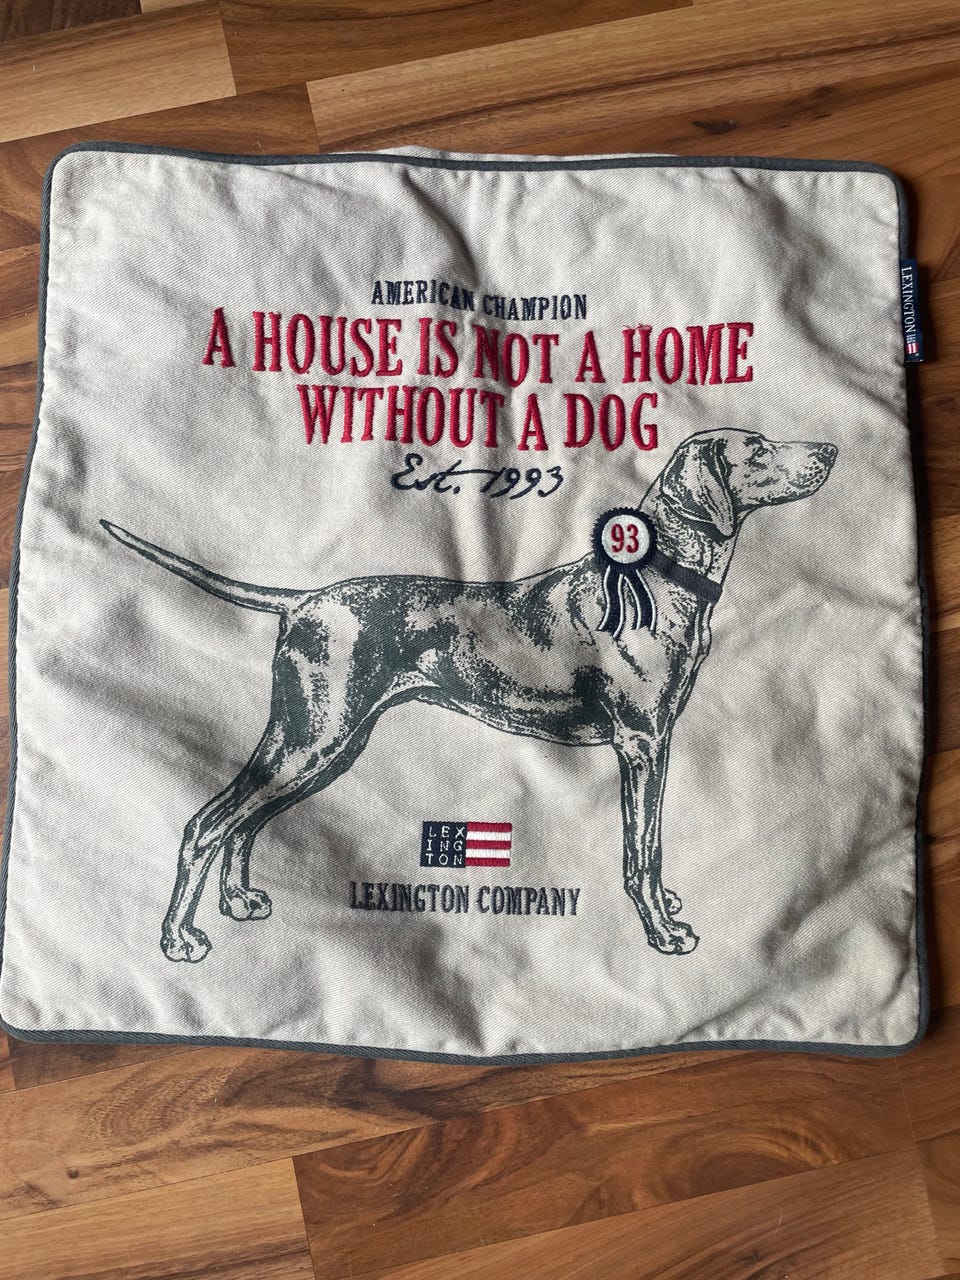 AMERICAN CHAMPION
A HOUSE IS NOT A HOME
WITHOUT A DOG
Est. 1993
93
LEXINGTON
LEX
ING
TON
LEXINGTON COMPANY